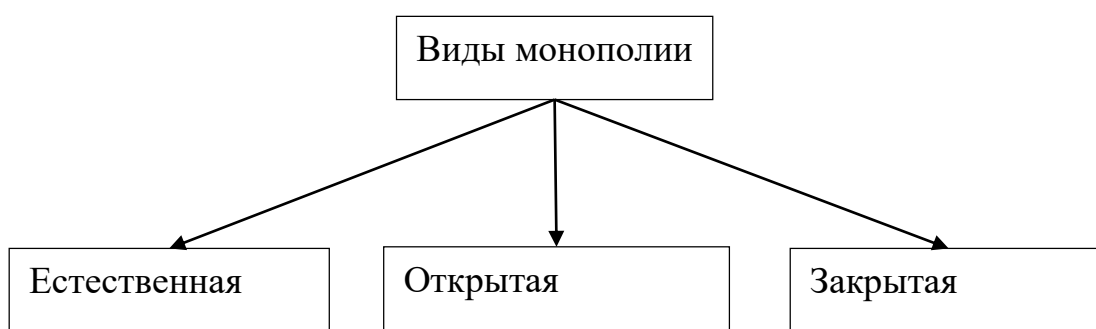 Виды монополии
Естественная
Открытая
Закрытая